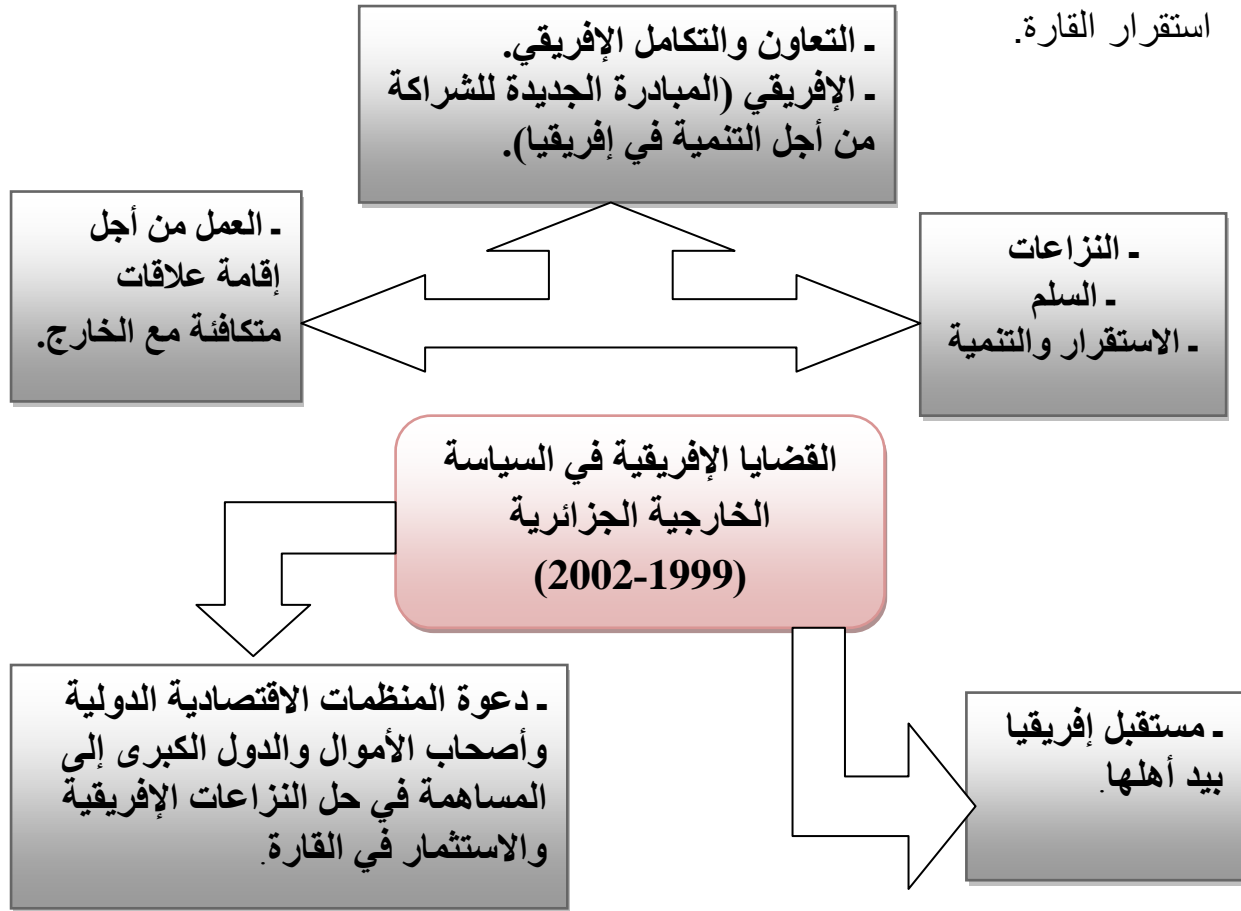 استقرار القارة.
ـ التعاون والتكامل الإفريقي.
ـ الإفريقي (المبادرة الجديدة للشراكة
من أجل التنمية في إفريقيا).
ـ النزاعات
ـ السلم
ـ الاستقرار والتنمية
ـ العمل من أجل
إقامة علاقات
متكافئة مع الخارج.
القضايا الإفريقية في السياسة
الخارجية الجزائرية
(1999-2002)
ـ مستقبل إفريقيا
بيد أهلها.
ـ دعوة المنظمات الاقتصادية الدولية
وأصحاب الأموال والدول الكبرى إلى
المساهمة في حل النزاعات الإفريقية
والاستثمار في القارة.